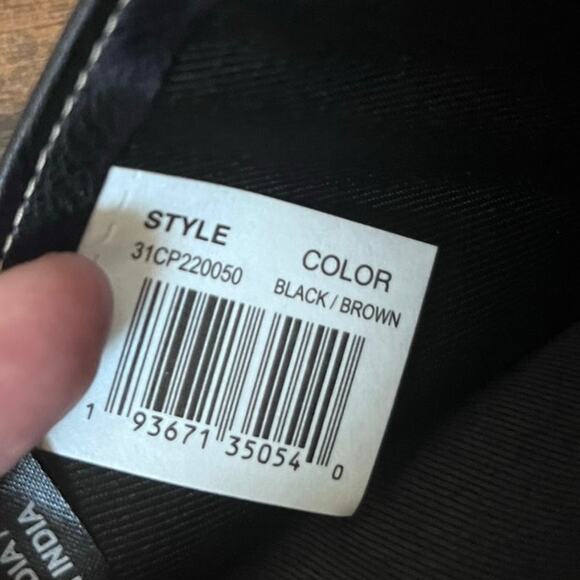 STYLE
31CP220050
COLOR
BLACK / BROWN
1 93671 35054 0
INDIA